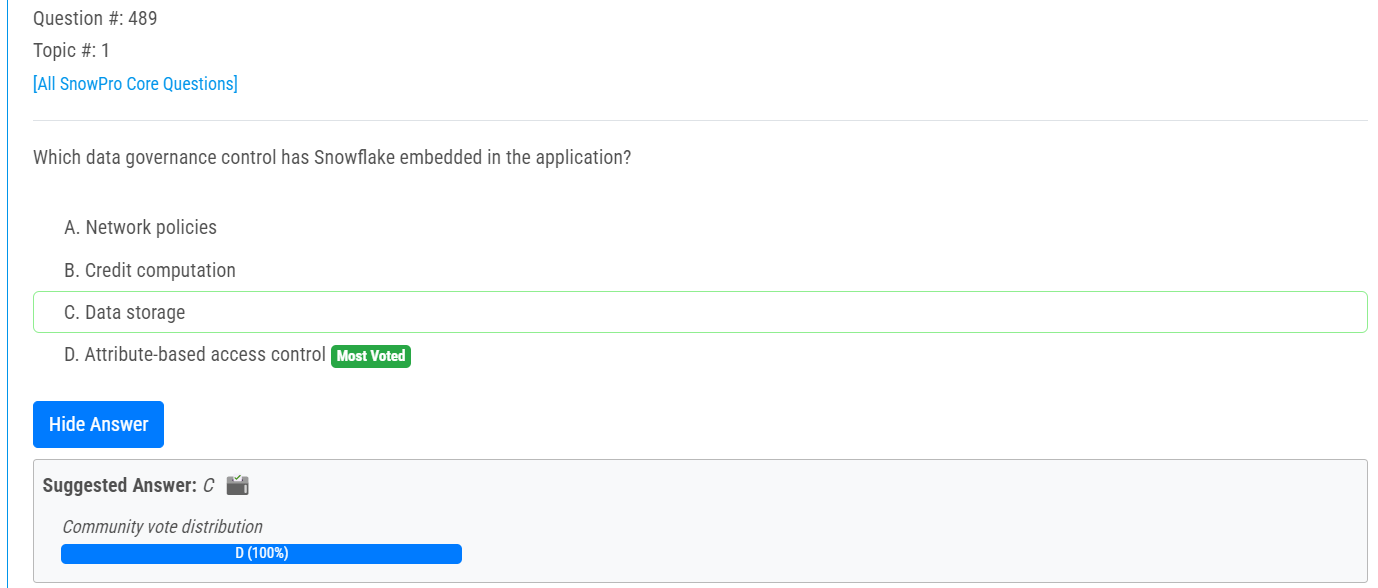 Question #: 489
Topic #: 1
[All SnowPro Core Questions]
Which data governance control has Snowflake embedded in the application?
A. Network policies
B. Credit computation
C. Data storage
D. Attribute-based access control Most Voted
Hide Answer
Suggested Answer: C
Community vote distribution
D (100%)